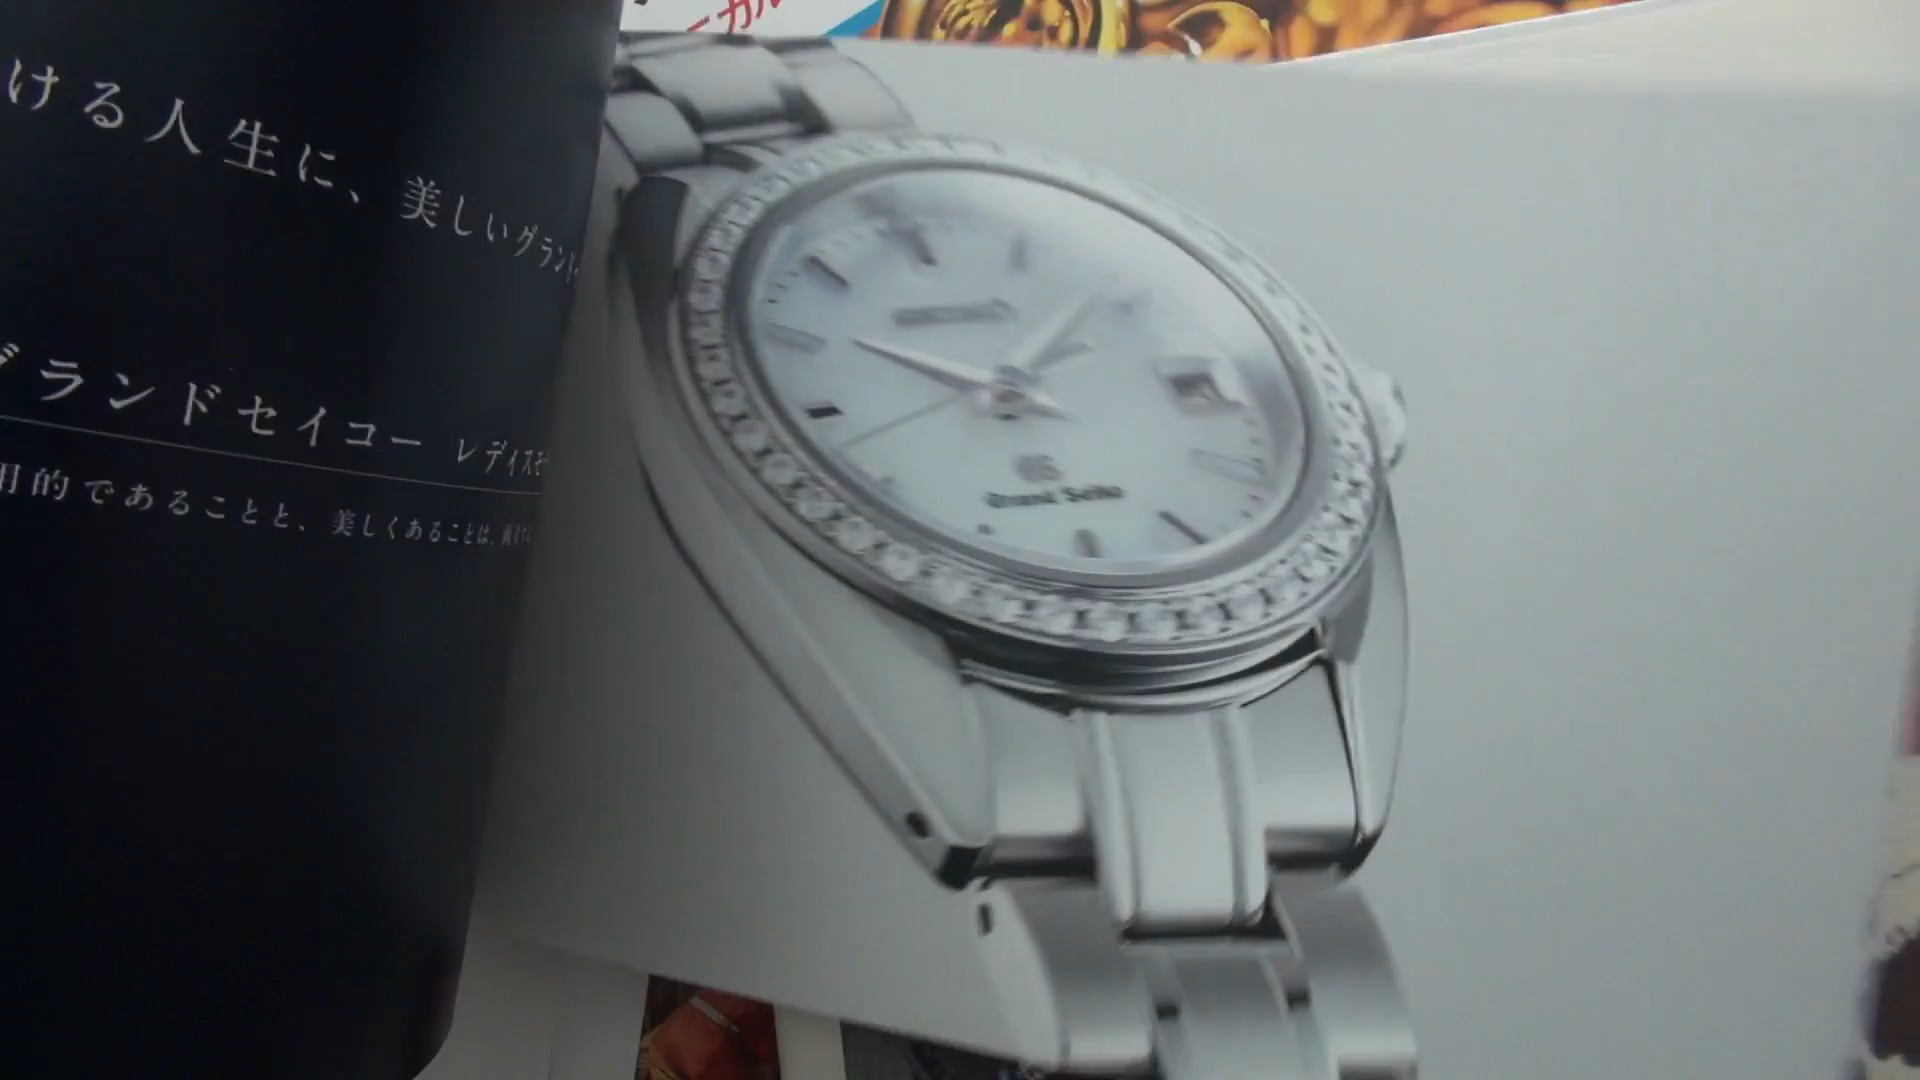 ける人生に、美しいグランド
グランドセイコー レディス
用的であることと、美しくあることは、
SEIKO
Grand Seiko